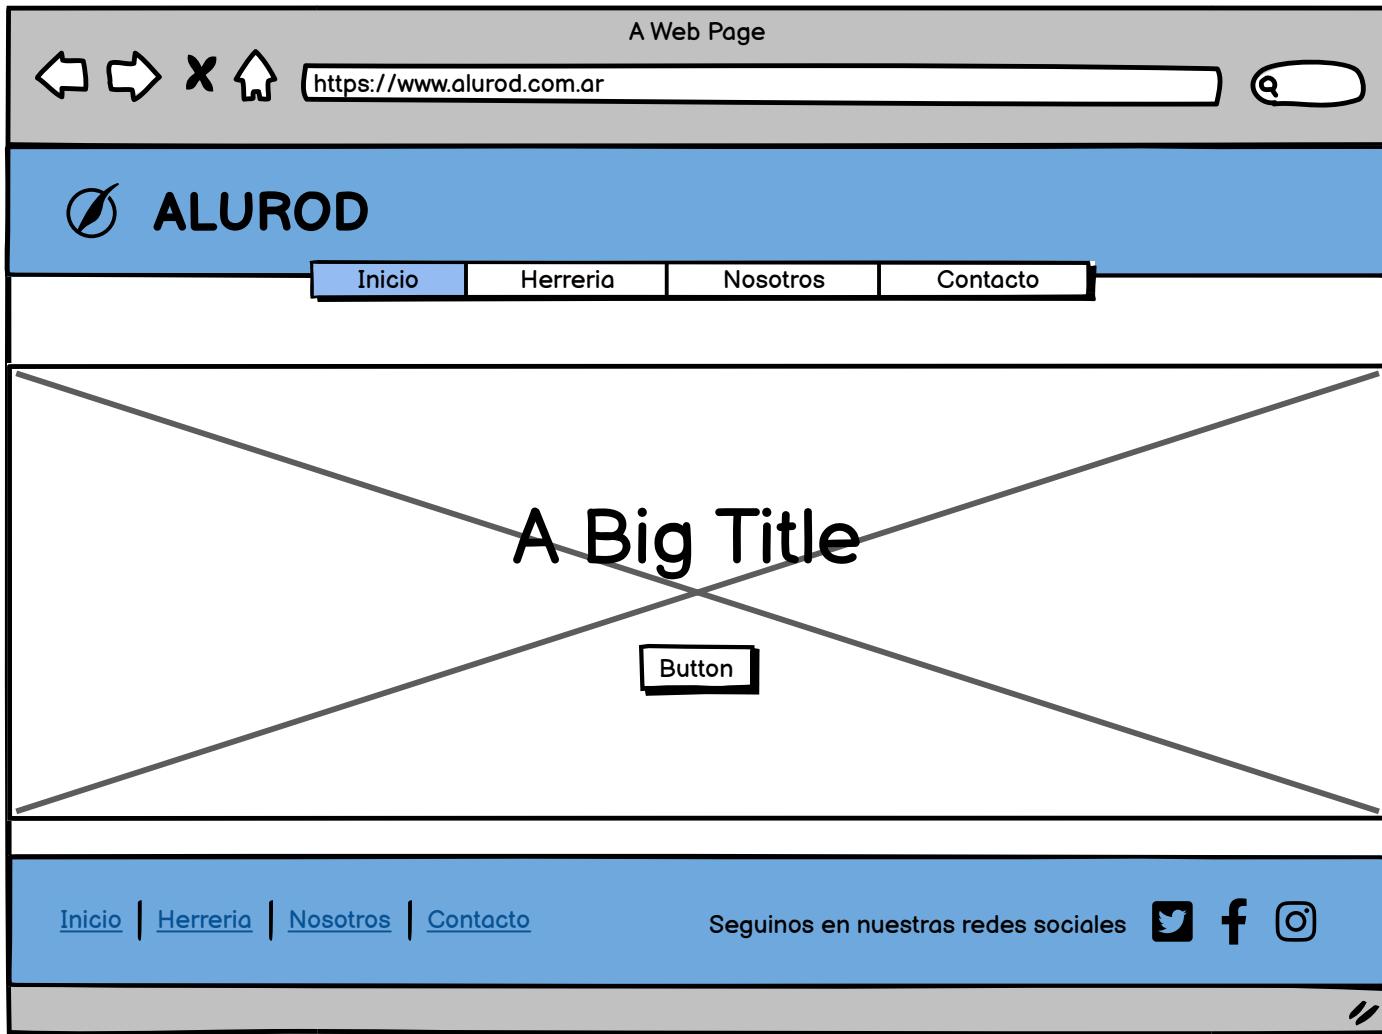 A Web Page
https://www.alurod.com.ar
ALUROD
Inicio Herreria Nosotros Contacto
A Big Title
Button
Inicio Herreria Nosotros Contacto Seguinos en nuestras redes sociales